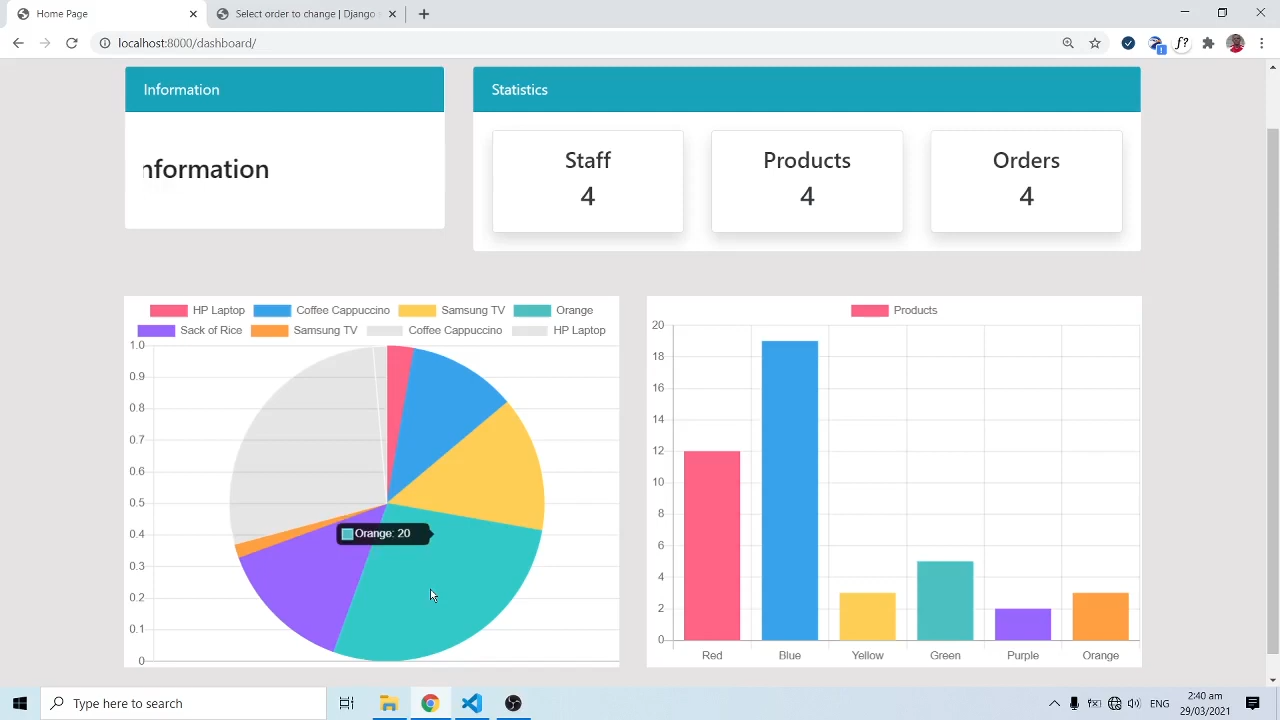 Home Page
Select order to change | Django
localhost:8000/dashboard/
Information
Statistics
nformation
Staff
4
Products
4
Orders
4
HP Laptop Coffee Cappuccino Samsung TV Orange
Sack of Rice Samsung TV Coffee Cappuccino HP Laptop
1.0
0.9
0.8
0.7
0.6
0.5
0.4
0.3
0.2
0.1
0
Orange: 20
Products
20
18
16
14
12
10
8
6
4
2
0
Red Blue Yellow Green Purple Orange
Type here to search
ENG
2:40 am
29/03/2021